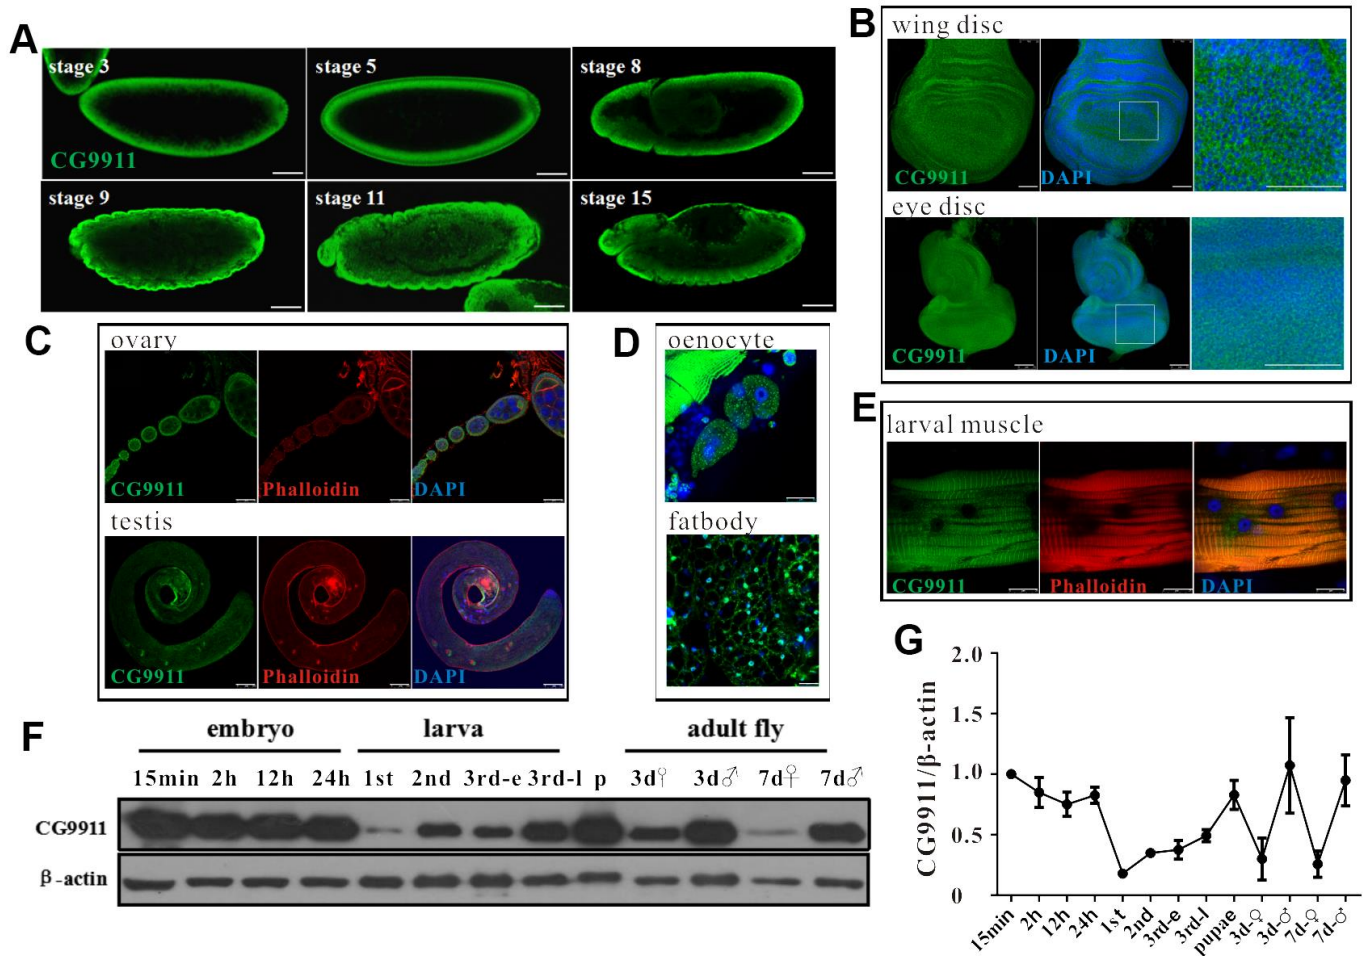 A
stage 3
stage 5
stage 8
CG9911
stage 9
stage 11
stage 15
B
wing disc
CG9911
DAPI
eye disc
CG9911
DAPI
C
ovary
CG9911
Phalloidin
DAPI
testis
CG9911
Phalloidin
DAPI
D
oenocyte
fatbody
E
larval muscle
CG9911
Phalloidin
DAPI
F
embryo larva adult fly
15min 2h 12h 24h 1st 2nd 3rd-e 3rd-l p 3d♀ 3d♂ 7d♀ 7d♂
CG9911
β-actin
G
CG9911/β-actin
2.0
1.5
1.0
0.5
0
15min 2h 12h 24h 1st 2nd 3rd-e 3rd-l pupae 3d-♀ 3d-♂ 7d-♀ 7d-♂